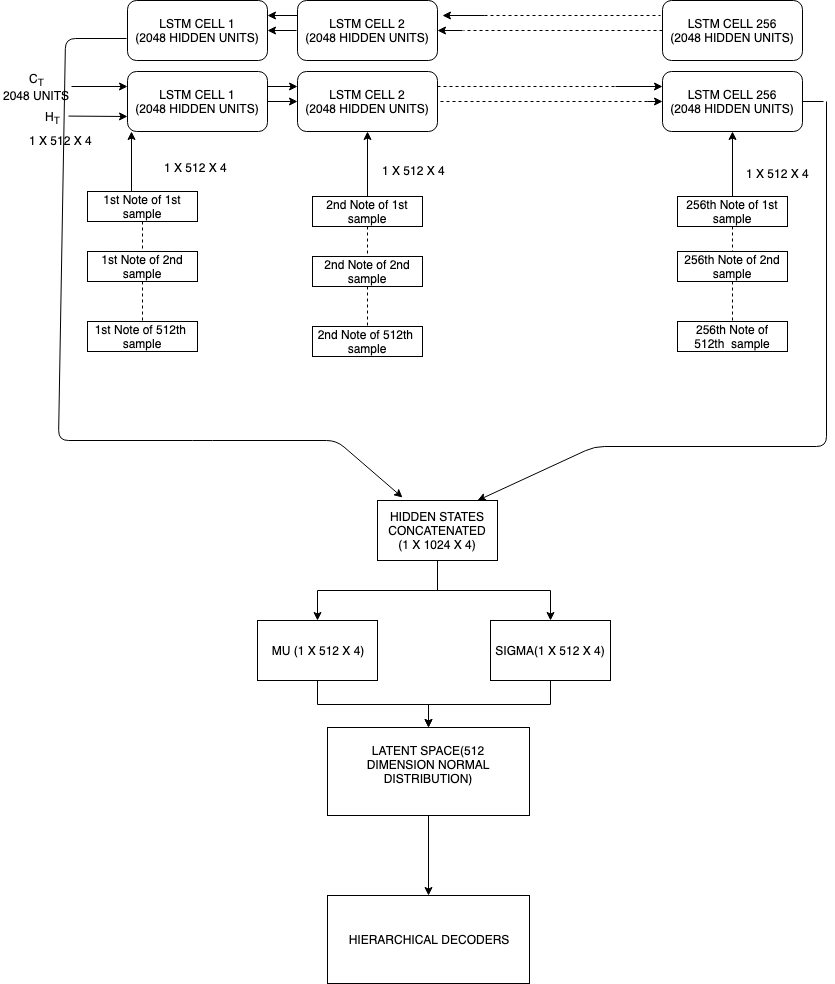 LSTM CELL 1
(2048 HIDDEN UNITS)
LSTM CELL 2
(2048 HIDDEN UNITS)
LSTM CELL 256
(2048 HIDDEN UNITS)
C_T
2048 UNITS
H_T
1 X 512 X 4
LSTM CELL 1
(2048 HIDDEN UNITS)
LSTM CELL 2
(2048 HIDDEN UNITS)
LSTM CELL 256
(2048 HIDDEN UNITS)
1 X 512 X 4
1 X 512 X 4
1 X 512 X 4
1st Note of 1st
sample
2nd Note of 1st
sample
256th Note of 1st
sample
1st Note of 2nd
sample
2nd Note of 2nd
sample
256th Note of 2nd
sample
1st Note of 512th
sample
2nd Note of 512th
sample
256th Note of
512th sample
HIDDEN STATES
CONCATENATED
(1 X 1024 X 4)
MU (1 X 512 X 4)
SIGMA(1 X 512 X 4)
LATENT SPACE(512
DIMENSION NORMAL
DISTRIBUTION)
HIERARCHICAL DECODERS